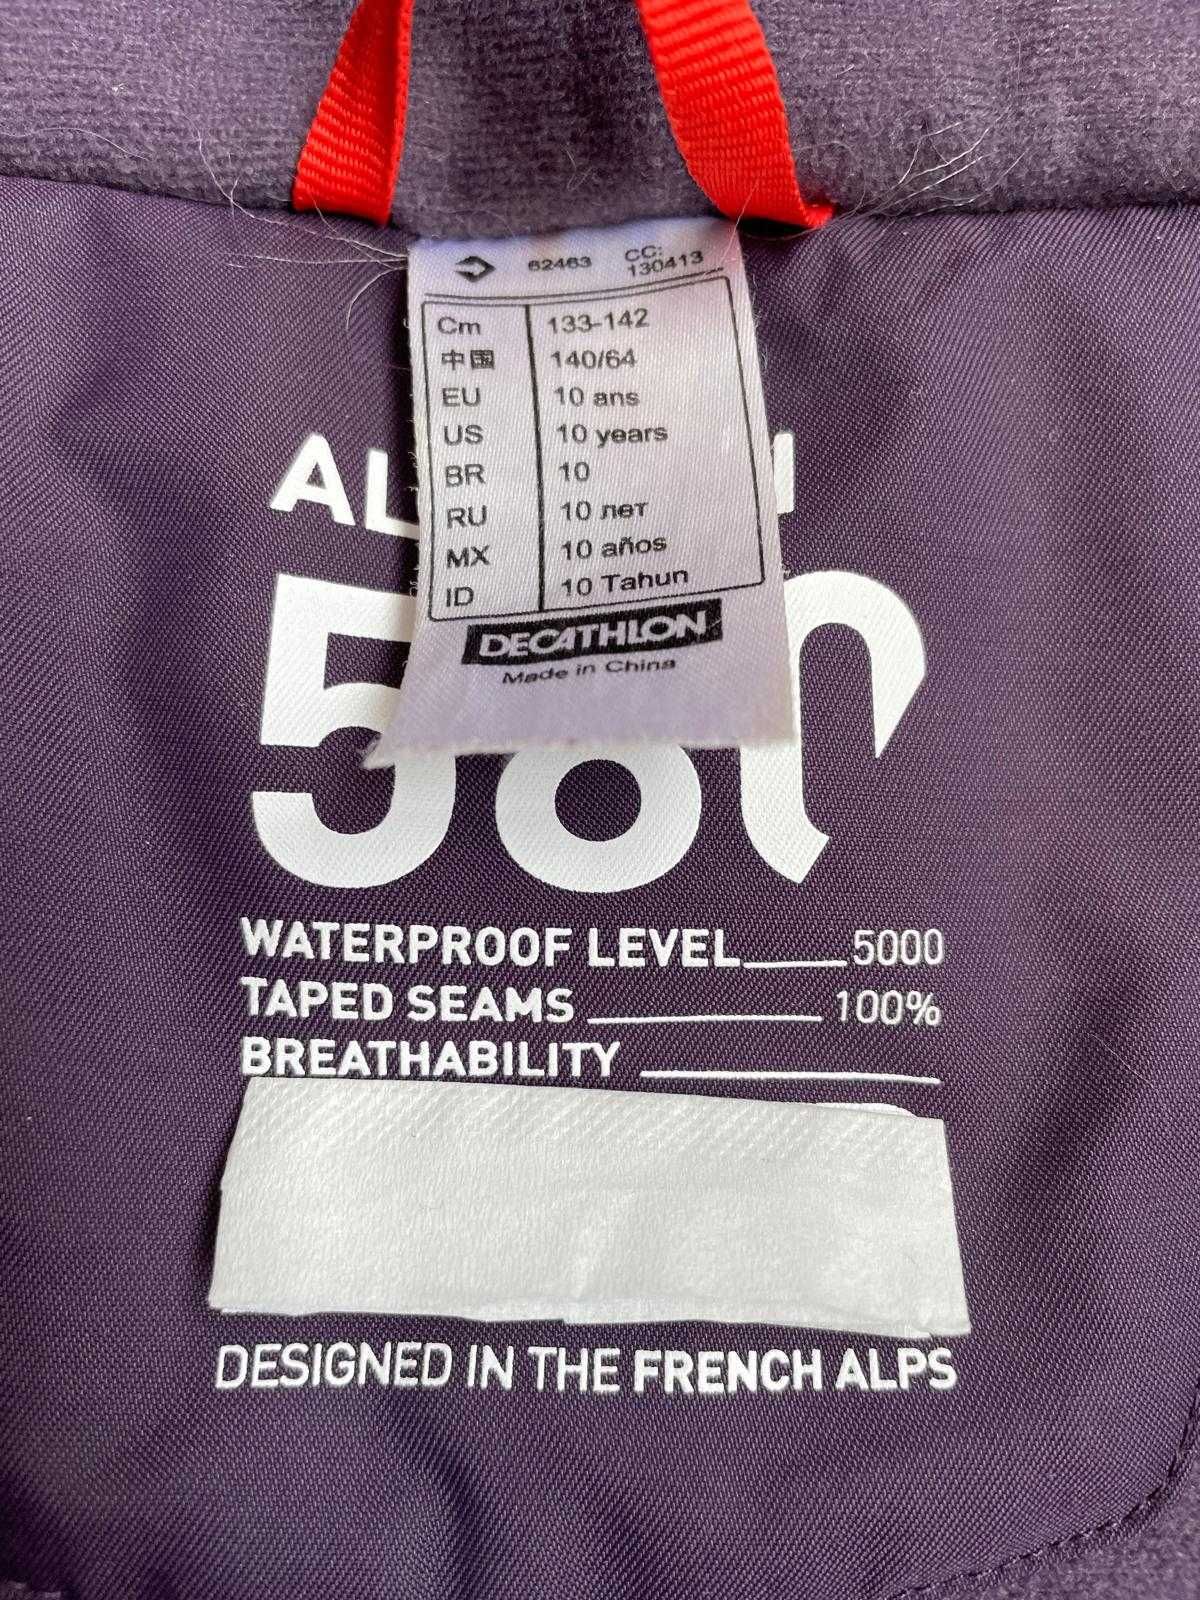 62463 CC: 130413
Cm 133-142
中国 140/64
EU 10 ans
US 10 years
BR 10
RU 10 лет
MX 10 años
ID 10 Tahun
DECATHLON
Made in China
580
WATERPROOF LEVEL 5000
TAPED SEAMS 100%
BREATHABILITY
DESIGNED IN THE FRENCH ALPS